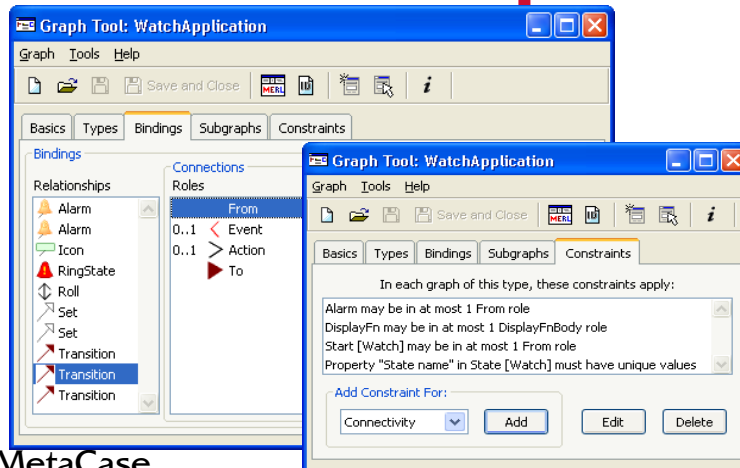 Graph Tool: WatchApplication
Graph Tools Help
Save and Close MERL ID i
Basics Types Bindings Subgraphs Constraints
Bindings
Connections
Relationships
Roles
Alarm
Alarm
Icon
RingState
Roll
Set
Set
Transition
Transition
Transition
From
0..1 Event
0..1 Action
To
Graph Tool: WatchApplication
Graph Tools Help
Save and Close MERL ID i
Basics Types Bindings Subgraphs Constraints
In each graph of this type, these constraints apply:
Alarm may be in at most 1 From role
DisplayFn may be in at most 1 DisplayFnBody role
Start [Watch] may be in at most 1 From role
Property "State name" in State [Watch] must have unique values
Add Constraint For:
Connectivity Add Edit Delete
MetaCase